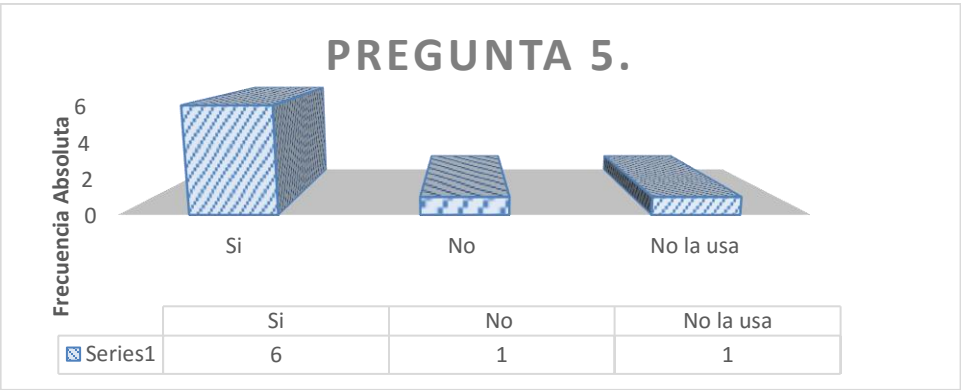 PREGUNTA 5.
Frecuencia Absoluta
6
4
2
0
Si No No la usa
Si No No la usa
Series1 6 1 1